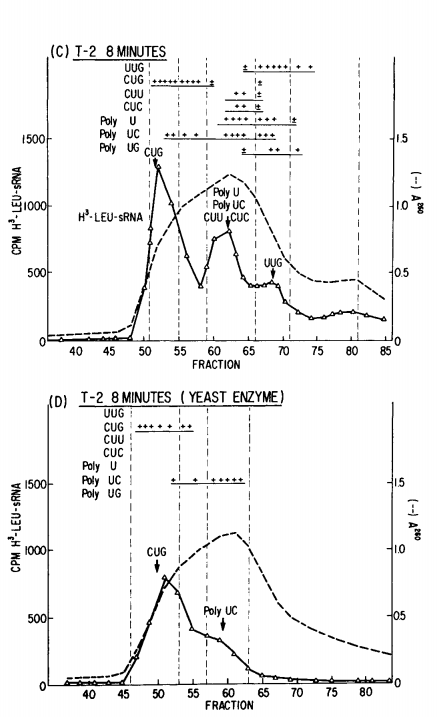 (C) T-2 8 MINUTES
UUG + + + + + + + + +
CUG + + + + + + + + + + + ±
CUU + + ±
CUC + + ±
Poly U + + + + + + + +
Poly UC + + + + + + + + + + +
Poly UG ± + + +
CUG
H³-LEU-sRNA
Poly U
Poly UC
CUU CUC
UUG
CPM H³-LEU-sRNA
1500
1000
500
0
1.5
1.0
0.5
0
(--) A²⁶⁰
40 45 50 55 60 65 70 75 80 85
FRACTION
(D) T-2 8 MINUTES (YEAST ENZYME)
UUG
CUG + + + + + + + +
CUU
CUC
Poly U
Poly UC + + + + + + +
Poly UG
CUG
Poly UC
CPM H³-LEU-sRNA
1500
1000
500
0
1.5
1.0
0.5
0
(--) A²⁶⁰
40 45 50 55 60 65 70 75 80
FRACTION